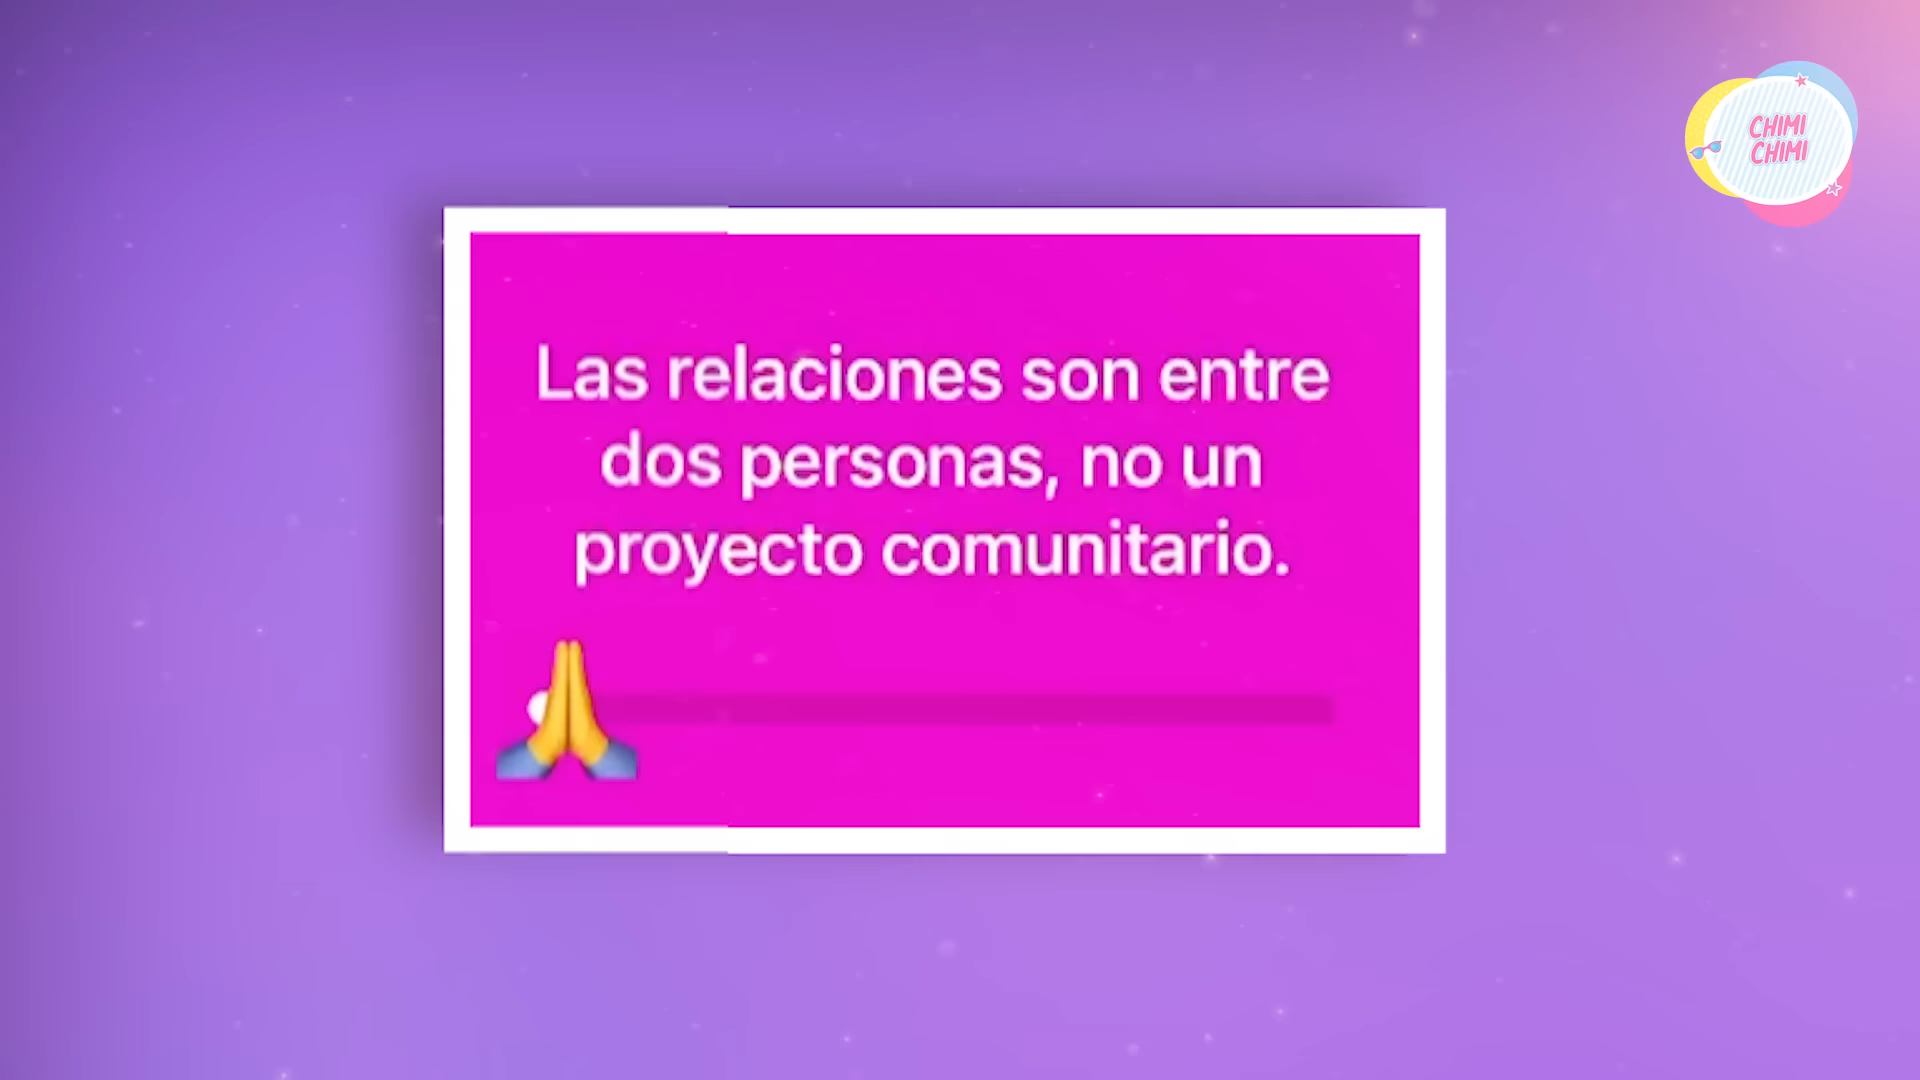 CHIMI
CHIMI
Las relaciones son entre
dos personas, no un
proyecto comunitario.